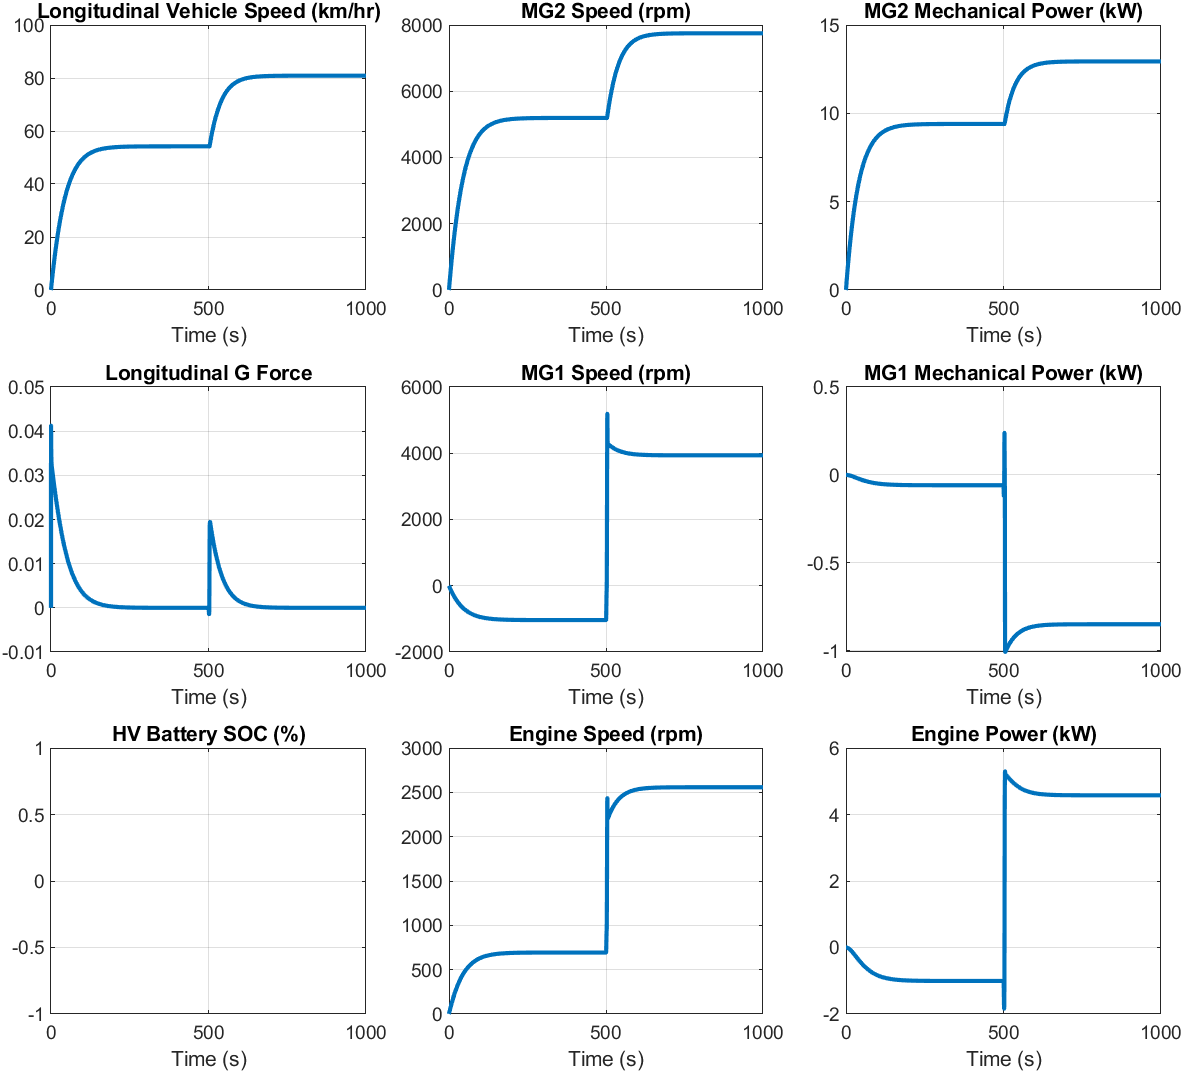 Longitudinal Vehicle Speed (km/hr)
100
80
60
40
20
0
0 500 1000
Time (s)
MG2 Speed (rpm)
8000
6000
4000
2000
0
0 500 1000
Time (s)
MG2 Mechanical Power (kW)
15
10
5
0
0 500 1000
Time (s)
Longitudinal G Force
0.05
0.04
0.03
0.02
0.01
0
-0.01
0 500 1000
Time (s)
MG1 Speed (rpm)
6000
4000
2000
0
-2000
0 500 1000
Time (s)
MG1 Mechanical Power (kW)
0.5
0
-0.5
-1
0 500 1000
Time (s)
HV Battery SOC (%)
1
0.5
0
-0.5
-1
0 500 1000
Time (s)
Engine Speed (rpm)
3000
2500
2000
1500
1000
500
0
0 500 1000
Time (s)
Engine Power (kW)
6
4
2
0
-2
0 500 1000
Time (s)